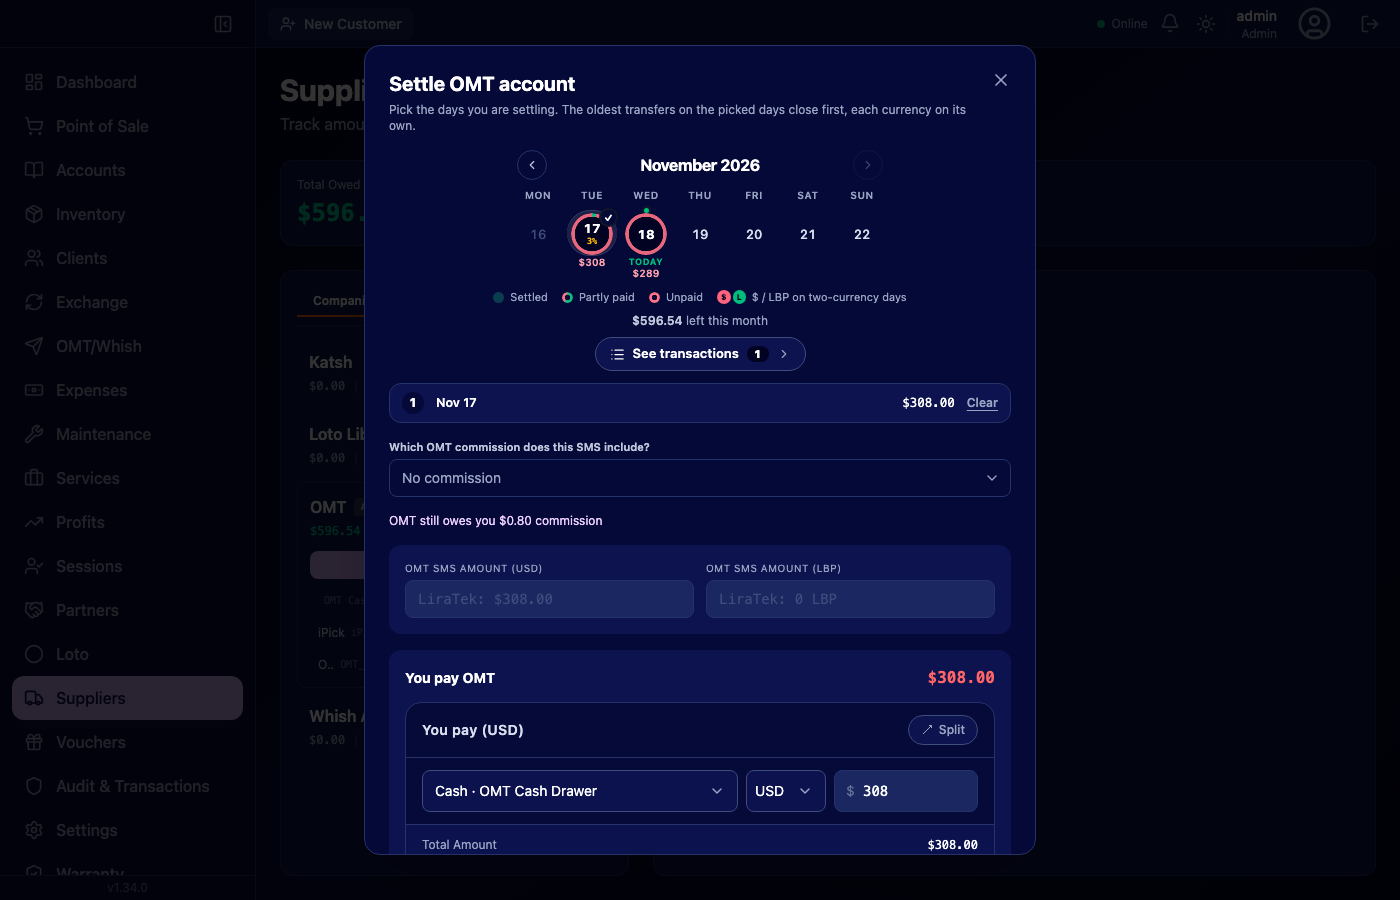 New Customer
Online
admin
Admin
Dashboard
Point of Sale
Accounts
Inventory
Clients
Exchange
OMT/Whish
Expenses
Maintenance
Services
Profits
Sessions
Partners
Loto
Suppliers
Vouchers
Audit & Transactions
Settings
Warranty
v1.34.0
Suppli
Track amou
Total Owed
$596.
Compani
Katsh
$0.00
Loto Lib
$0.00
OMT
$596.54
OMT Cas
iPick
O..
OMT_
Whish A
$0.00
Settle OMT account
Pick the days you are settling. The oldest transfers on the picked days close first, each currency on its
own.
November 2026
MON TUE WED THU FRI SAT SUN
16 17 18 19 20 21 22
3%
$308
TODAY
$289
Settled Partly paid Unpaid $ L $ / LBP on two-currency days
$596.54 left this month
See transactions 1
1 Nov 17 $308.00 Clear
Which OMT commission does this SMS include?
No commission
OMT still owes you $0.80 commission
OMT SMS AMOUNT (USD) OMT SMS AMOUNT (LBP)
LiraTek: $308.00 LiraTek: 0 LBP
You pay OMT $308.00
You pay (USD) Split
Cash · OMT Cash Drawer USD $ 308
Total Amount $308.00